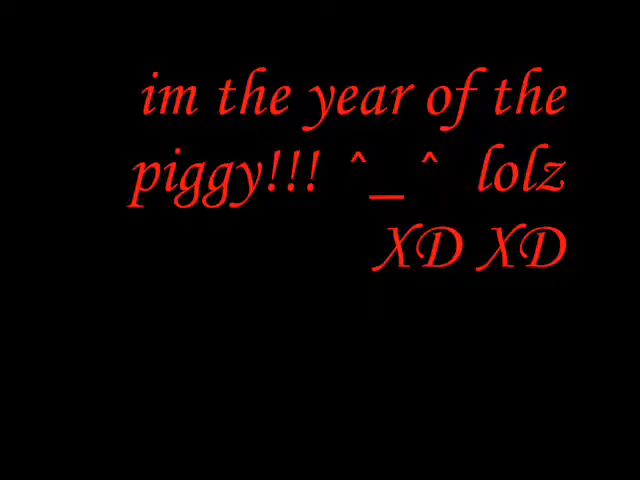 im the year of the
piggy!!! ^_^ lolz
XD XD